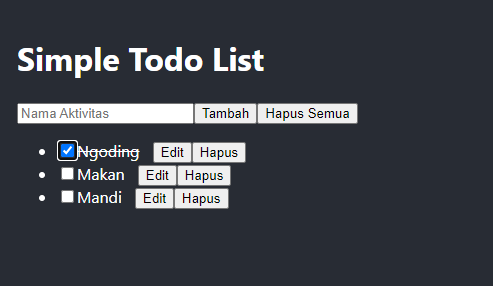 Simple Todo List
Nama Aktivitas Tambah Hapus Semua
Ngoding Edit Hapus
Makan Edit Hapus
Mandi Edit Hapus